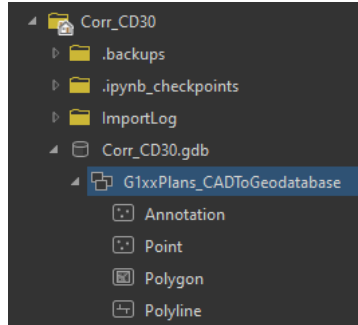 Corr_CD30
.backups
.ipynb_checkpoints
ImportLog
Corr_CD30.gdb
G1xxPlans_CADToGeodatabase
Annotation
Point
Polygon
Polyline